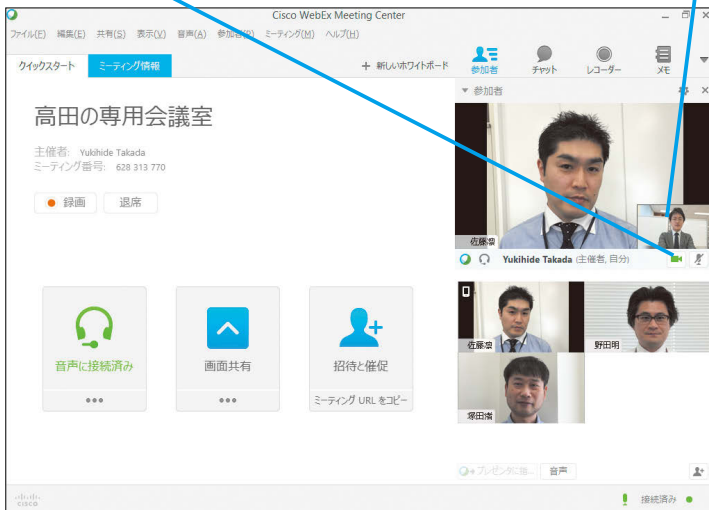 Cisco WebEx Meeting Center
ファイル(F) 編集(E) 共有(S) 表示(V) 音声(A) 参加者(P) ミーティング(M) ヘルプ(H)
クイックスタート ミーティング情報 + 新しいホワイトボード 参加者 チャット レコーダー メモ
▼ 参加者
高田の専用会議室
主催者: Yukihide Takada
ミーティング番号: 628 313 770
録画 退席
佐藤凛
Yukihide Takada (主催者, 自分)
音声に接続済み 画面共有 招待と催促
ミーティング URL をコピー
佐藤凛 野田明
塚田渚
音声
CISCO
接続済み